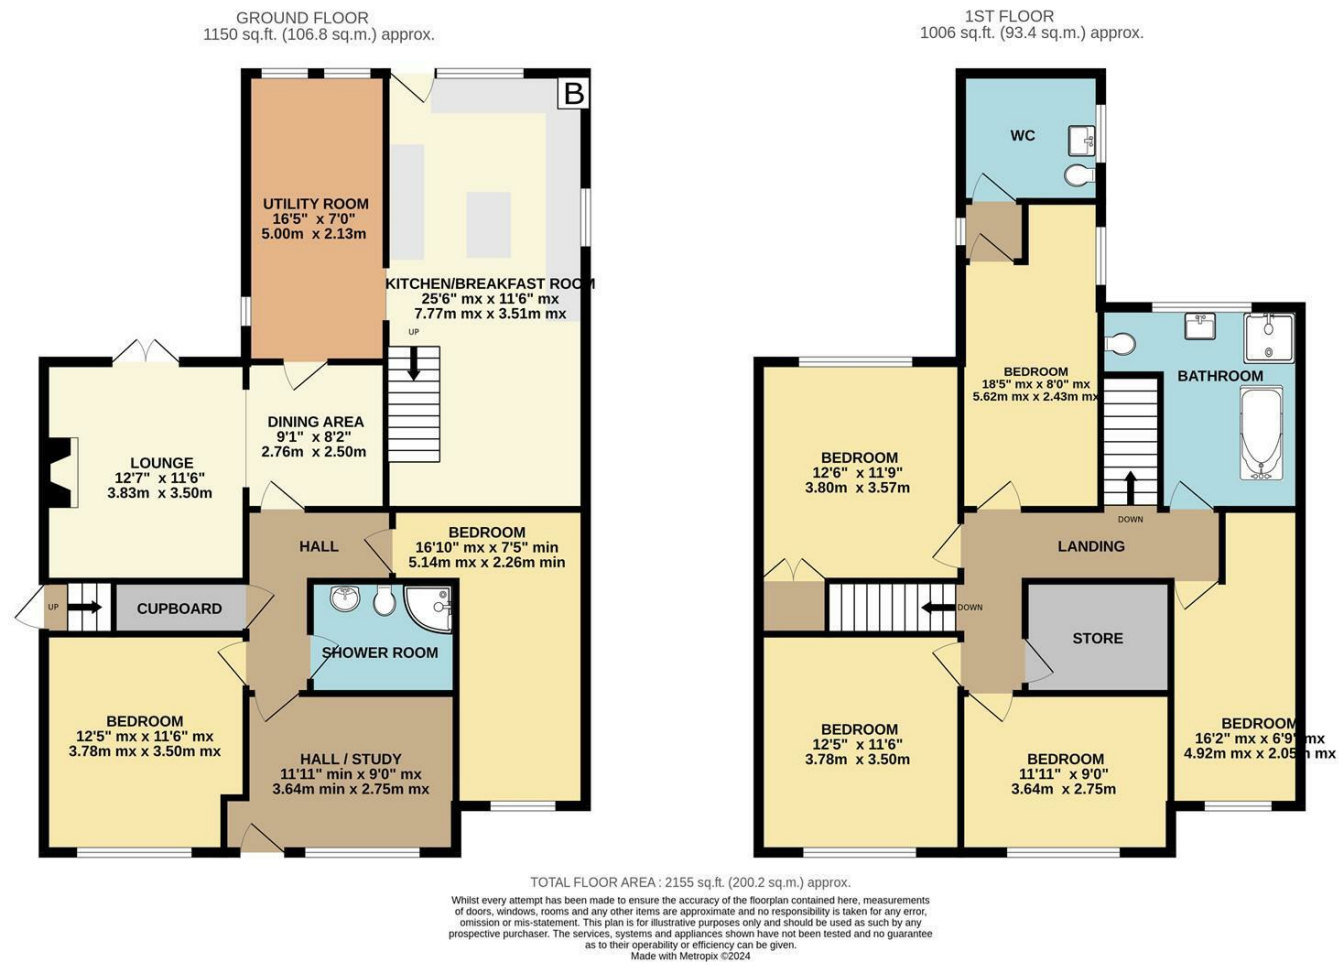 GROUND FLOOR
1150 sq.ft. (106.8 sq.m.) approx.
B
UTILITY ROOM
16'5" x 7'0"
5.00m x 2.13m
KITCHEN/BREAKFAST ROOM
25'6" mx x 11'6" mx
7.77m mx x 3.51m mx
UP
DINING AREA
9'1" x 8'2"
2.76m x 2.50m
LOUNGE
12'7" x 11'6"
3.83m x 3.50m
HALL
BEDROOM
16'10" mx x 7'5" min
5.14m mx x 2.26m min
UP
CUPBOARD
SHOWER ROOM
BEDROOM
12'5" mx x 11'6" mx
3.78m mx x 3.50m mx
HALL / STUDY
11'11" min x 9'0" mx
3.64m min x 2.75m mx
1ST FLOOR
1006 sq.ft. (93.4 sq.m.) approx.
WC
BEDROOM
18'5" mx x 8'0" mx
5.62m mx x 2.43m mx
BATHROOM
BEDROOM
12'6" x 11'9"
3.80m x 3.57m
DOWN
LANDING
DOWN
STORE
BEDROOM
12'5" x 11'6"
3.78m x 3.50m
BEDROOM
11'11" x 9'0"
3.64m x 2.75m
BEDROOM
16'2" mx x 6'9" mx
4.92m mx x 2.05m mx
TOTAL FLOOR AREA : 2155 sq.ft. (200.2 sq.m.) approx.
Whilst every attempt has been made to ensure the accuracy of the floorplan contained here, measurements
of doors, windows, rooms and any other items are approximate and no responsibility is taken for any error,
omission or mis-statement. This plan is for illustrative purposes only and should be used as such by any
prospective purchaser. The services, systems and appliances shown have not been tested and no guarantee
as to their operability or efficiency can be given.
Made with Metropix ©2024